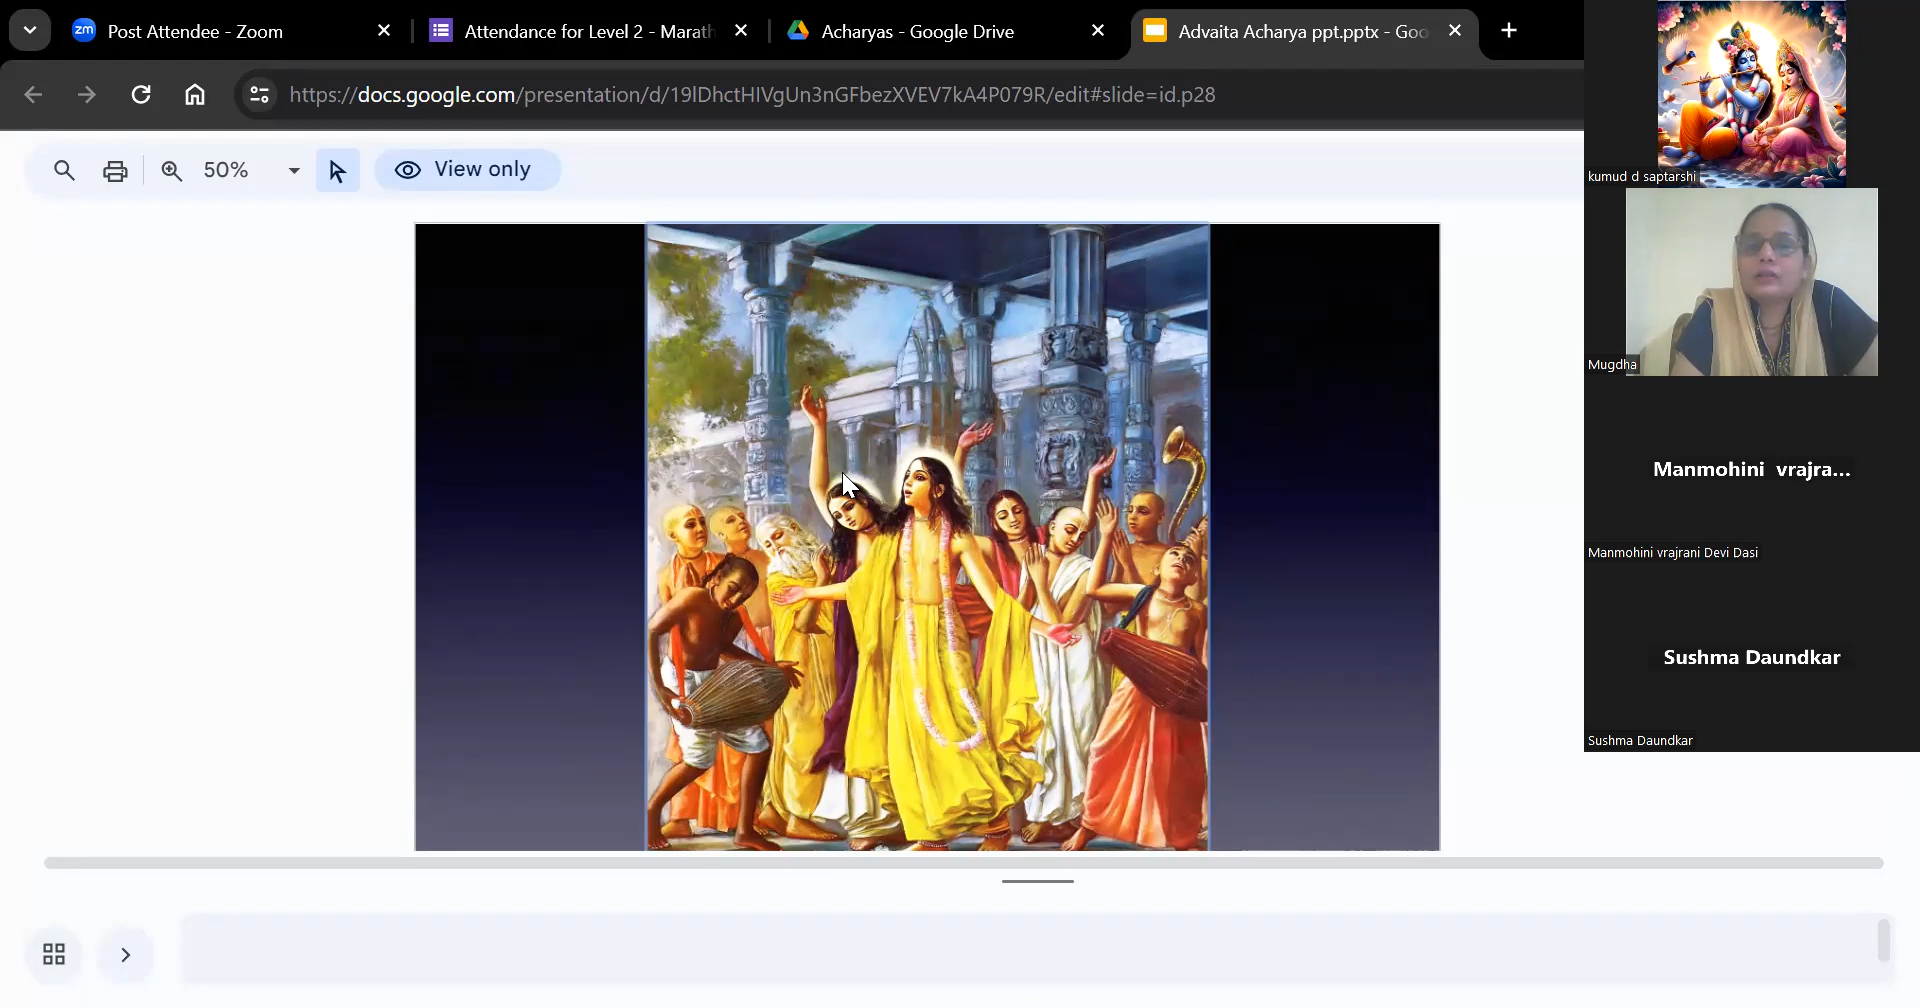 zm Post Attendee - Zoom
Attendance for Level 2 - Marath
Acharyas - Google Drive
Advaita Acharya ppt.pptx - Goo
https://docs.google.com/presentation/d/19lDhctHIVgUn3nGFbezXVEV7kA4P079R/edit#slide=id.p28
50%
View only
kumud d saptarshi
Mugdha
Manmohini vrajra...
Manmohini vrajrani Devi Dasi
Sushma Daundkar
Sushma Daundkar